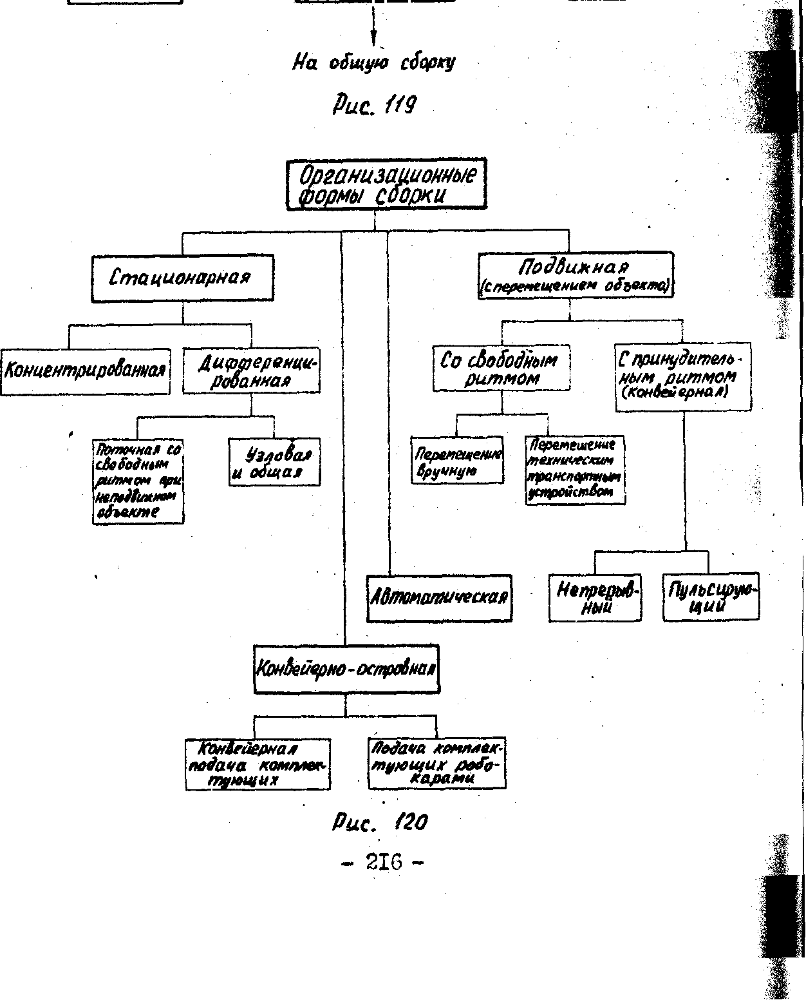 На общую сборку
Рис. 119
Организационные
формы сборки
Стационарная
Подвижная
(с перемещением объекта)
Концентрированная
Дифференци-
рованная
Со свободным
ритмом
С принудитель-
ным ритмом
(конвейерная)
Поточная со
свободным
ритмом при
неподвижном
объекте
Узловая
и общая
Перемещение
вручную
Перемещение
техническим
транспортным
устройством
Автоматическая
Непрерыв-
ный
Пульсирую-
щий
Конвейерно-островная
Конвейерная
подача комплек-
тующих
Подача комплек-
тующих робо-
карами
Рис. 120
- 2I6 -